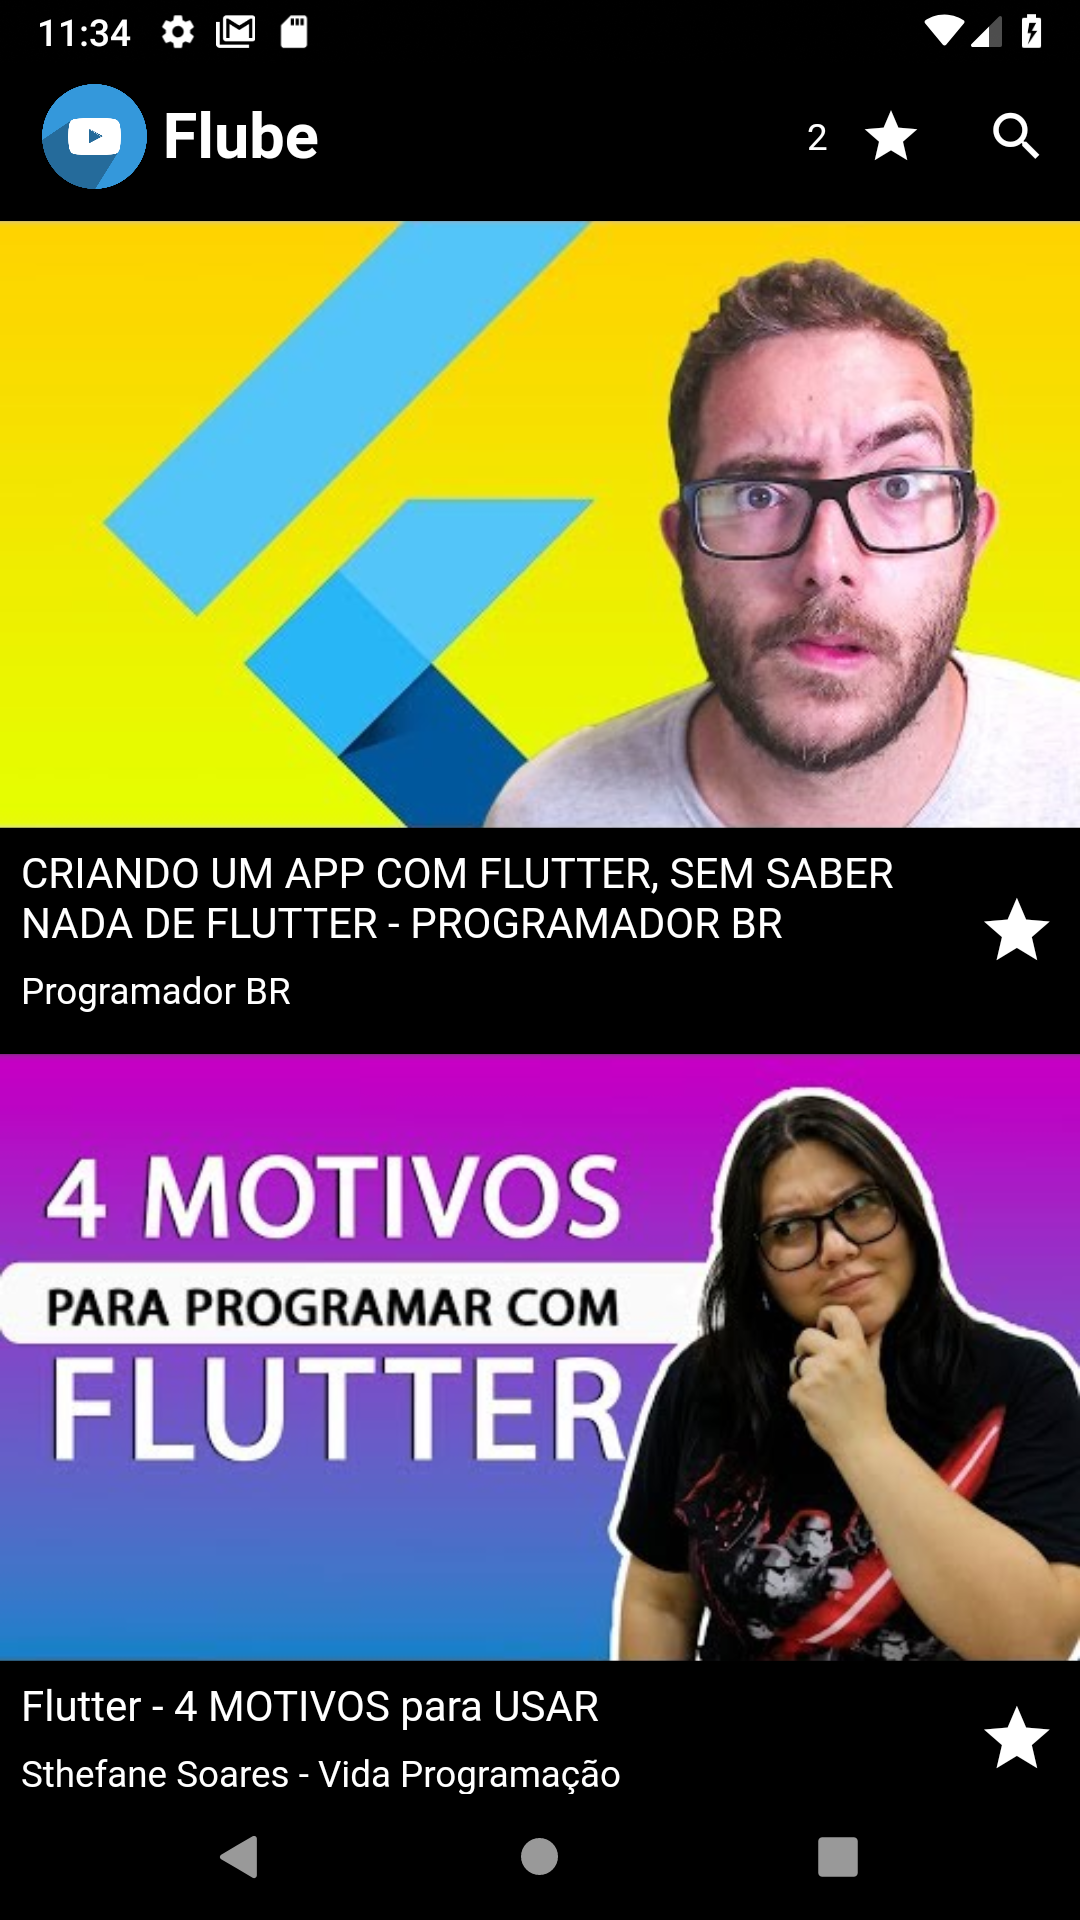 11:34
Flube
2
CRIANDO UM APP COM FLUTTER, SEM SABER
NADA DE FLUTTER - PROGRAMADOR BR
Programador BR
4 MOTIVOS
PARA PROGRAMAR COM
FLUTTER
Flutter - 4 MOTIVOS para USAR
Sthefane Soares - Vida Programação